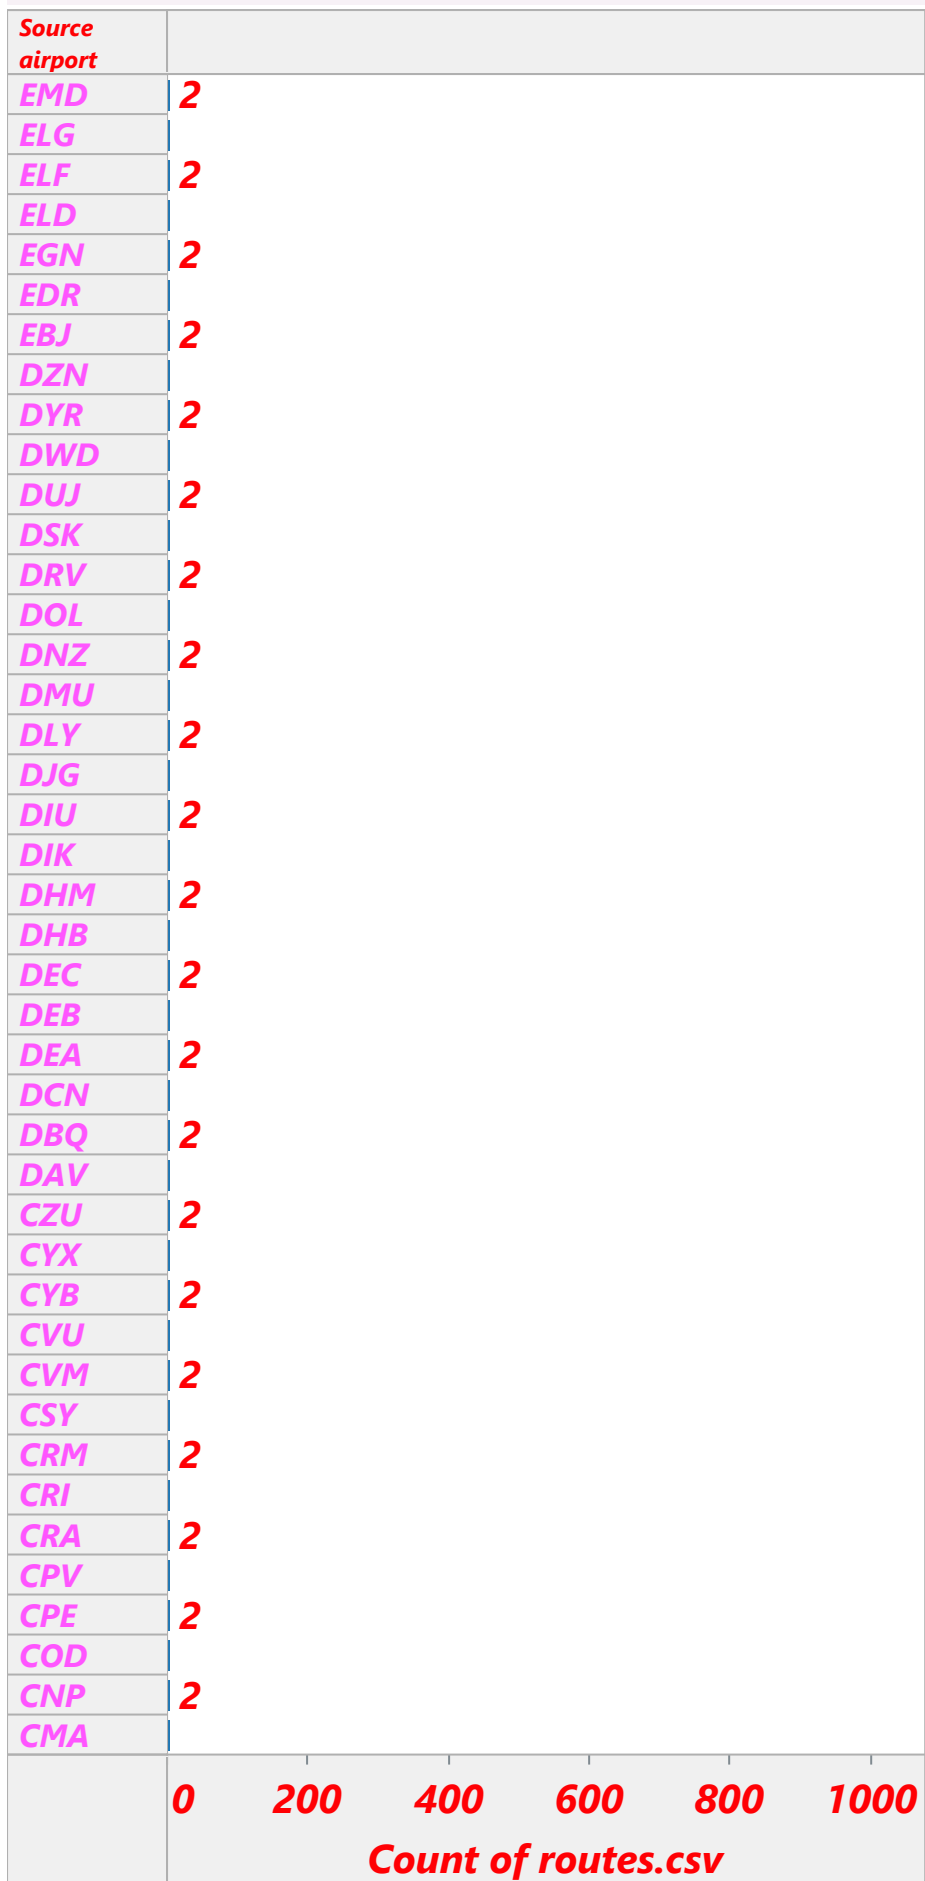 Source
airport
EMD 2
ELG
ELF 2
ELD
EGN 2
EDR
EBJ 2
DZN
DYR 2
DWD
DUJ 2
DSK
DRV 2
DOL
DNZ 2
DMU
DLY 2
DJG
DIU 2
DIK
DHM 2
DHB
DEC 2
DEB
DEA 2
DCN
DBQ 2
DAV
CZU 2
CYX
CYB 2
CVU
CVM 2
CSY
CRM 2
CRI
CRA 2
CPV
CPE 2
COD
CNP 2
CMA
0 200 400 600 800 1000
Count of routes.csv